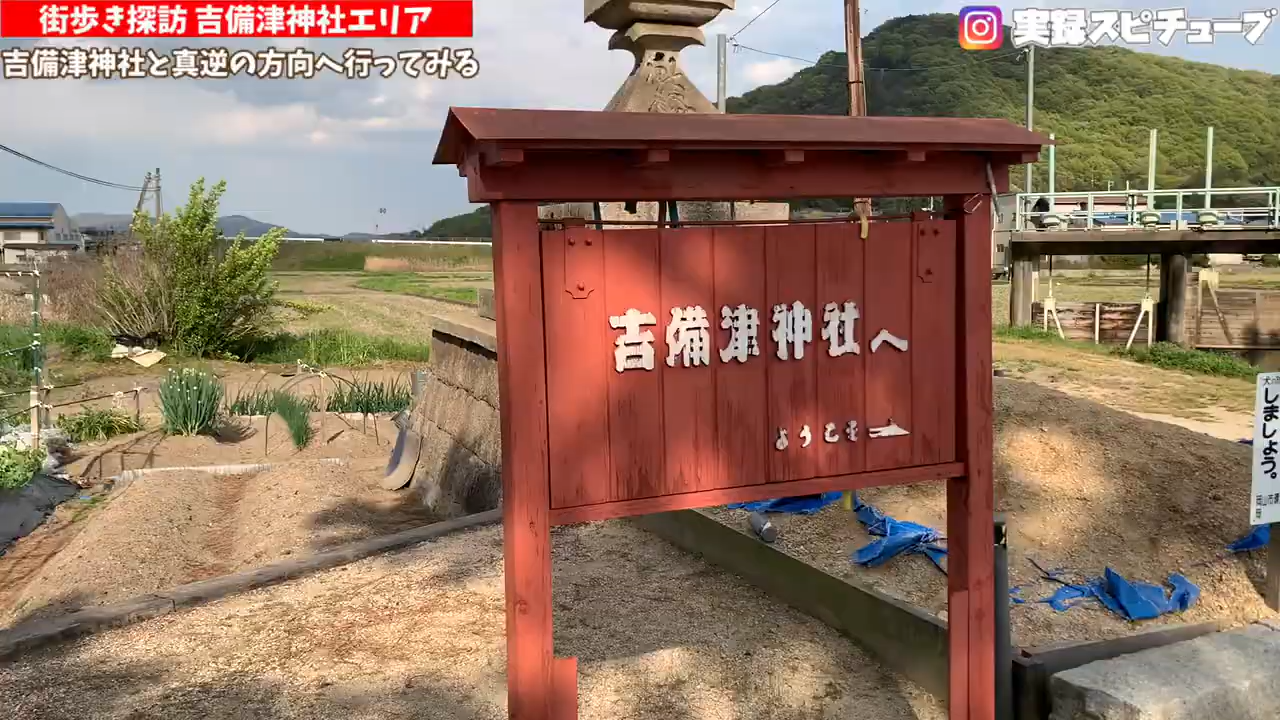 街歩き探訪 吉備津神社エリア
吉備津神社と真逆の方向へ行ってみる
実録スピチューブ
吉備津神社へ
ようこそ
しましょう。